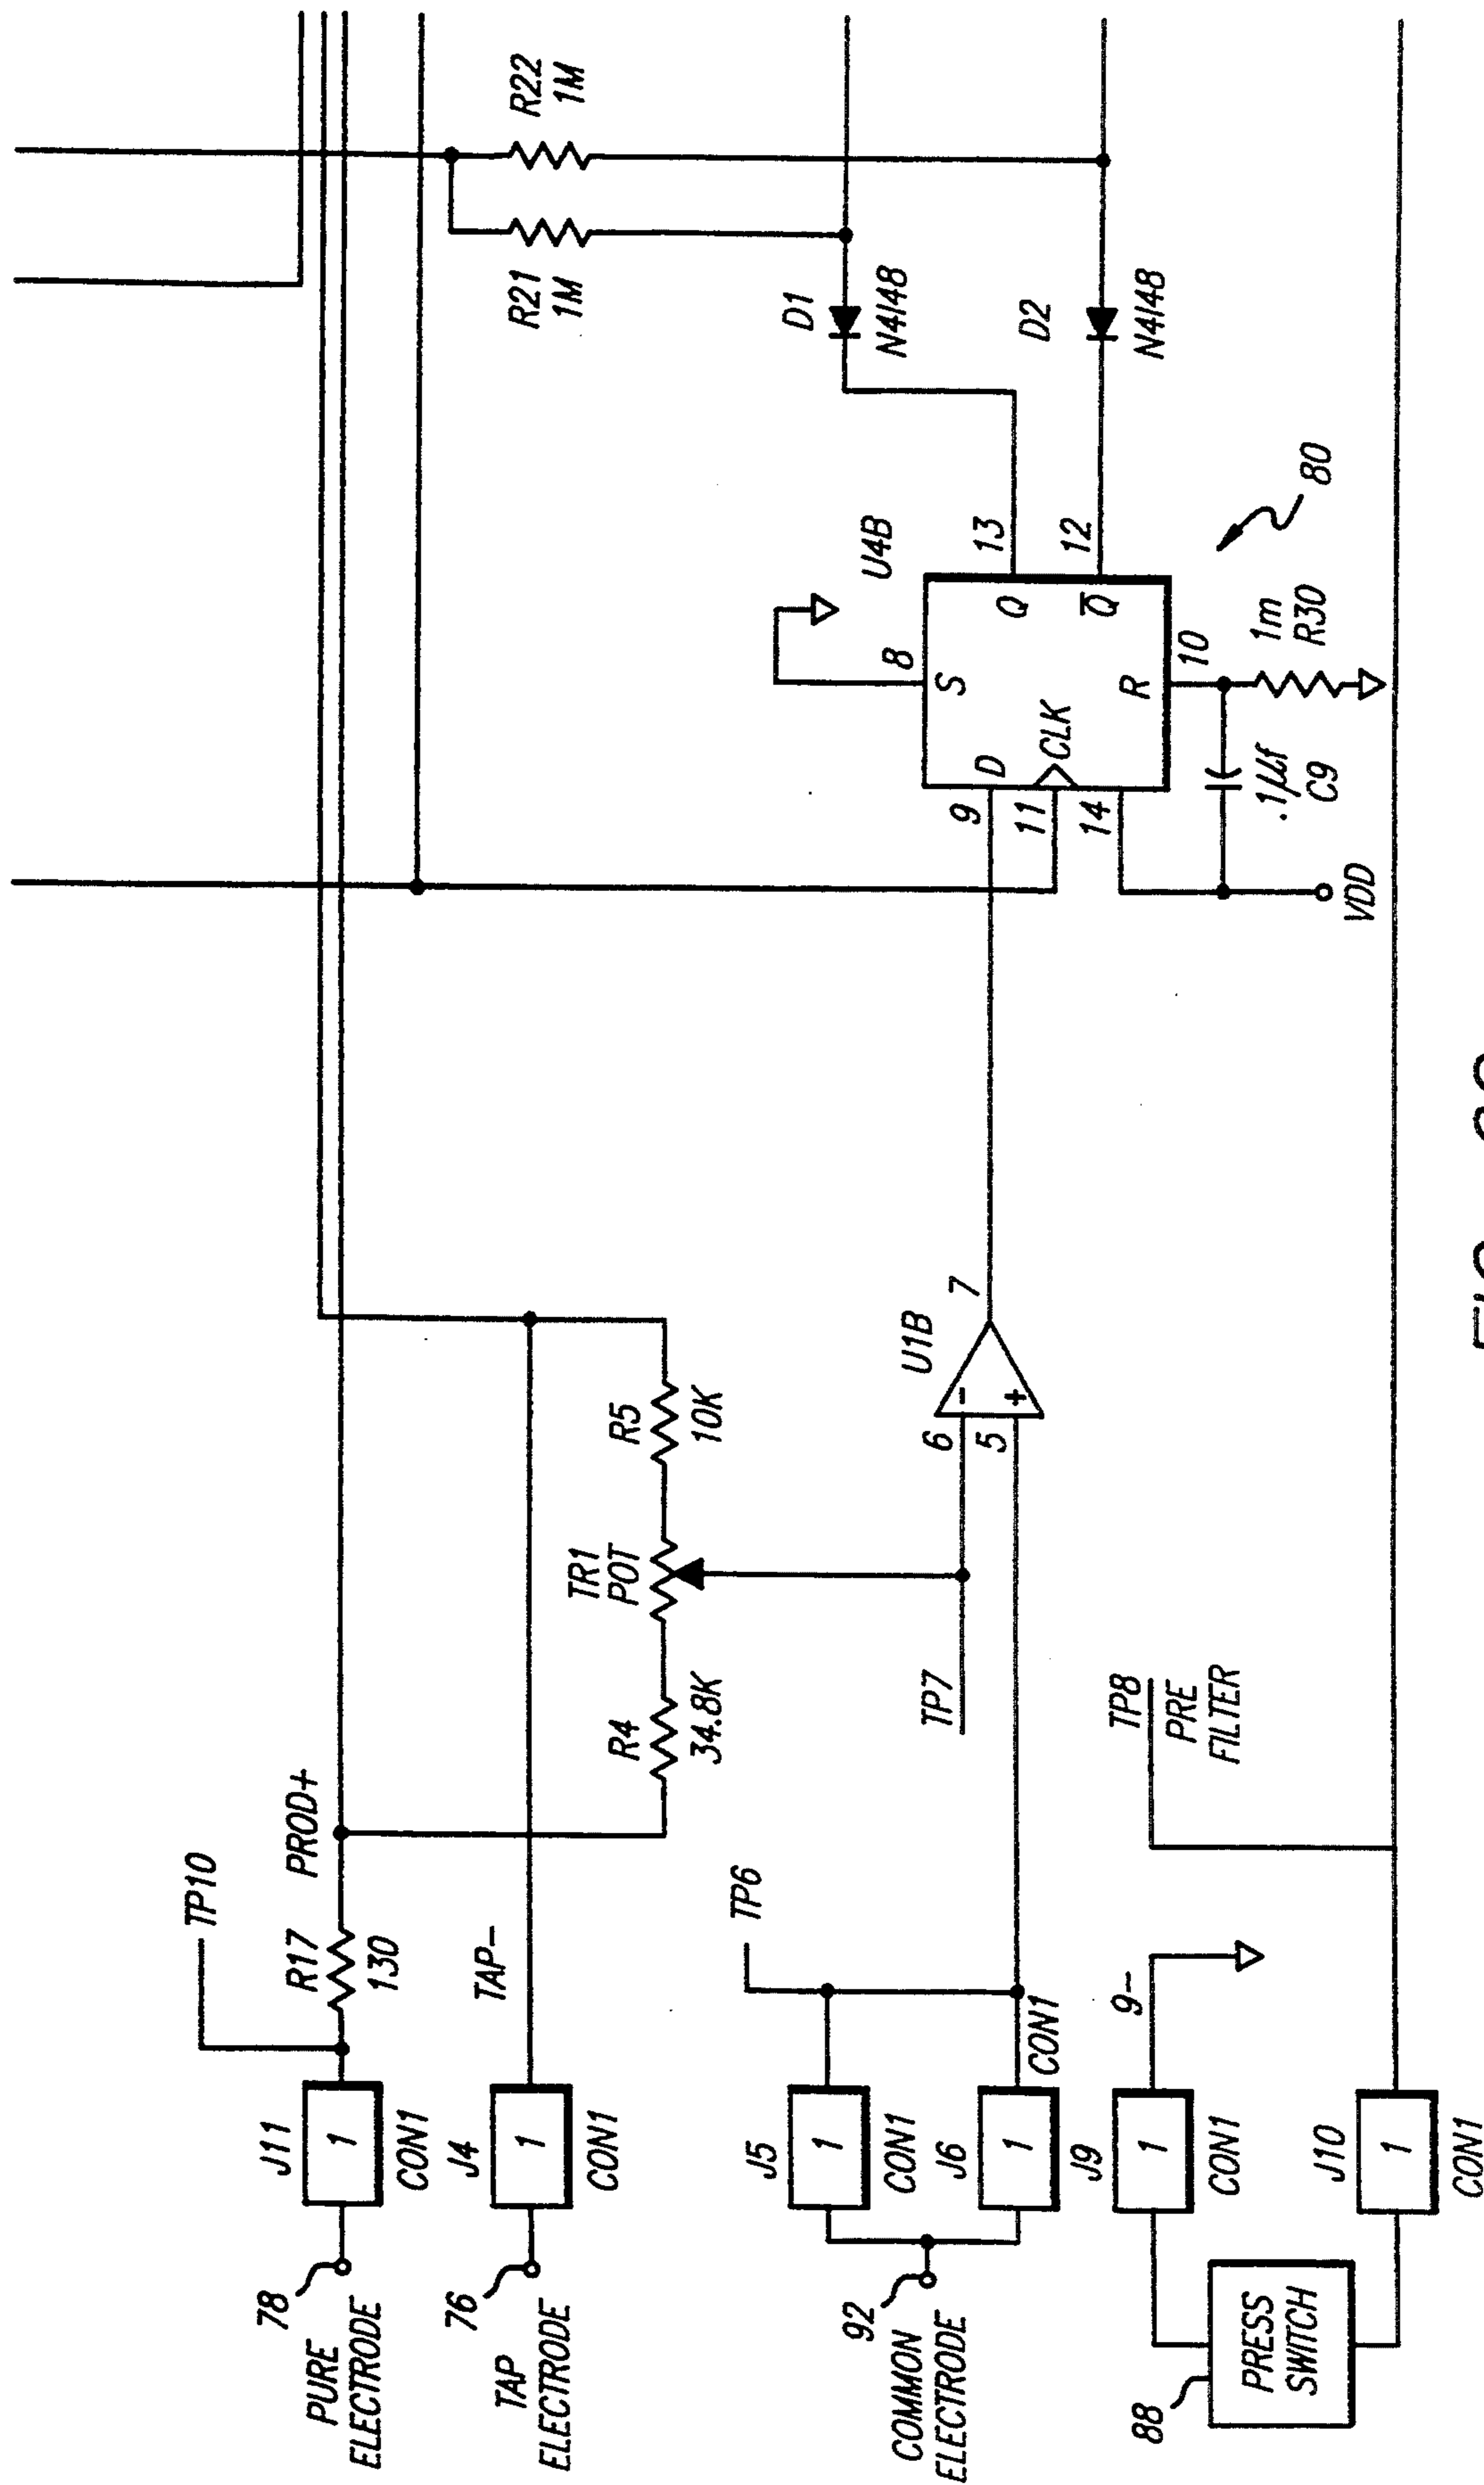 78
PURE
ELECTRODE
J11
1
CON1
TP10
R17
130
PROD+
76
TAP
ELECTRODE
J4
1
CON1
TAP-
R4
34.8K
TR1
POT
R5
10K
R21
1M
R22
1M
92
COMMON
ELECTRODE
J5
1
CON1
J6
1
CON1
TP6
TP7
6
5
-
+
U1B
7
9
11
14
D
CLK
S
R
Q
Q̅
8
10
13
12
U4B
D1
N4148
D2
N4148
80
1m
R30
.1µf
C9
VDD
88
PRESS
SWITCH
J9
1
CON1
9-
J10
1
CON1
TP8
PRE
FILTER